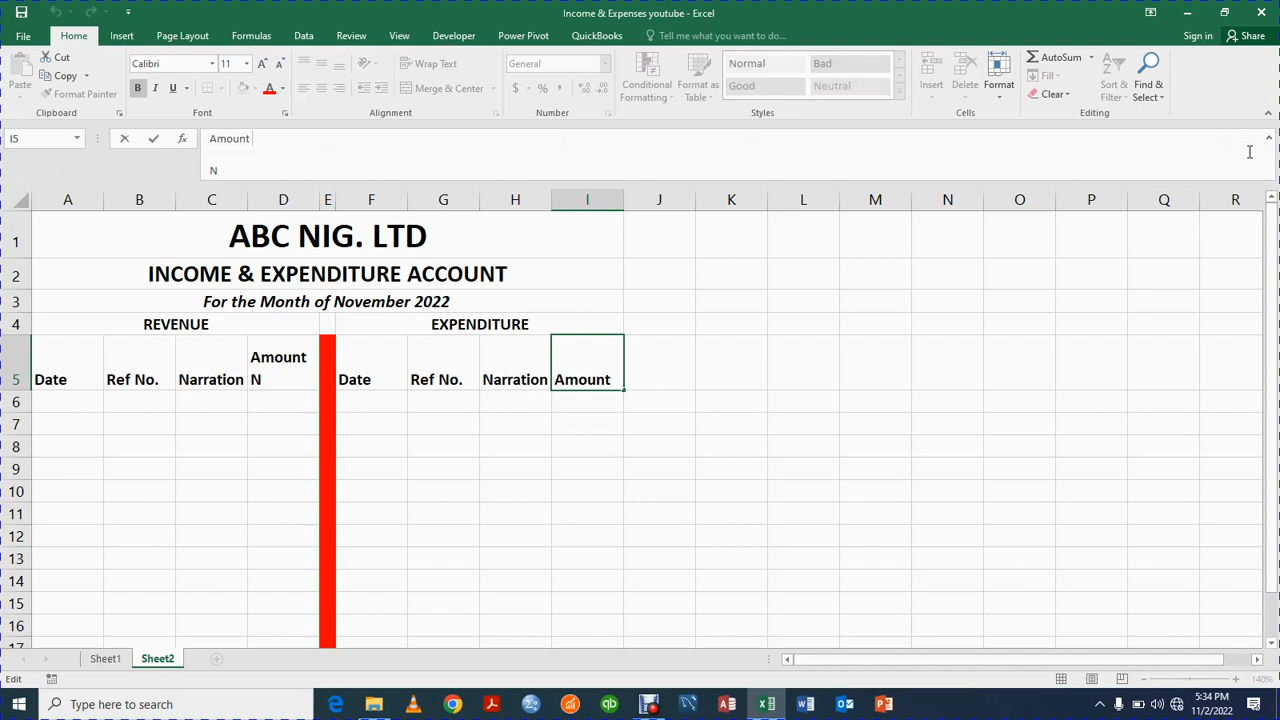 Income & Expenses youtube - Excel
File Home Insert Page Layout Formulas Data Review View Developer Power Pivot QuickBooks Tell me what you want to do... Sign in Share
Cut
Copy
Format Painter
Paste
Clipboard
Calibri 11
B I U
Font
Wrap Text
Merge & Center
Alignment
General
$ % ,
Number
Conditional Formatting
Format as Table
Normal Bad
Good Neutral
Styles
Insert Delete Format
Cells
AutoSum
Fill
Clear
Sort & Filter
Find & Select
Editing
I5 fx Amount
N
A B C D E F G H I J K L M N O P Q R
1 ABC NIG. LTD
2 INCOME & EXPENDITURE ACCOUNT
3 For the Month of November 2022
4 REVENUE EXPENDITURE
Amount
5 Date Ref No. Narration N Date Ref No. Narration Amount
6
7
8
9
10
11
12
13
14
15
16
17
Sheet1 Sheet2
Edit 140%
Type here to search
5:34 PM
11/2/2022